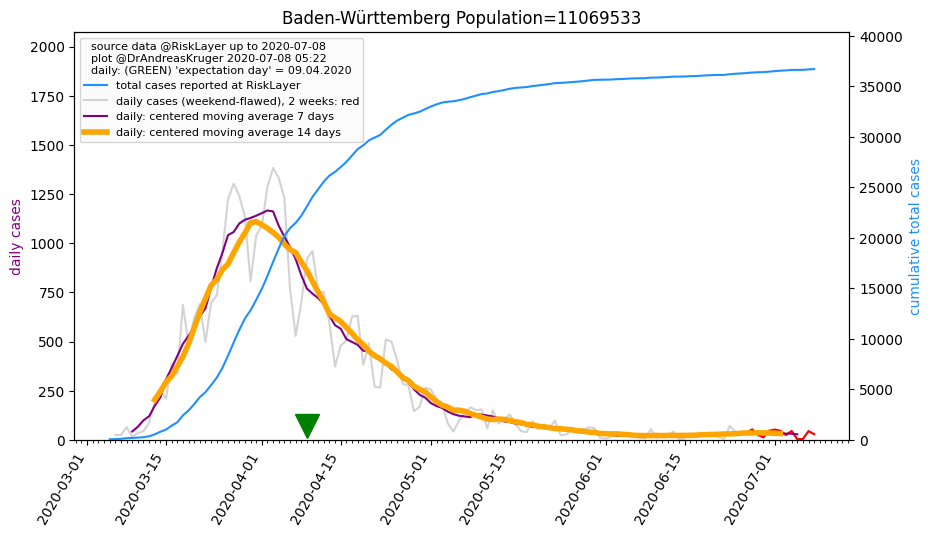 Baden-Württemberg Population=11069533
source data @RiskLayer up to 2020-07-08
plot @DrAndreasKruger 2020-07-08 05:22
daily: (GREEN) 'expectation day' = 09.04.2020
total cases reported at RiskLayer
daily cases (weekend-flawed), 2 weeks: red
daily: centered moving average 7 days
daily: centered moving average 14 days
daily cases
2000
1750
1500
1250
1000
750
500
250
0
40000
35000
30000
25000
20000
15000
10000
5000
0
cumulative total cases
2020-03-01
2020-03-15
2020-04-01
2020-04-15
2020-05-01
2020-05-15
2020-06-01
2020-06-15
2020-07-01